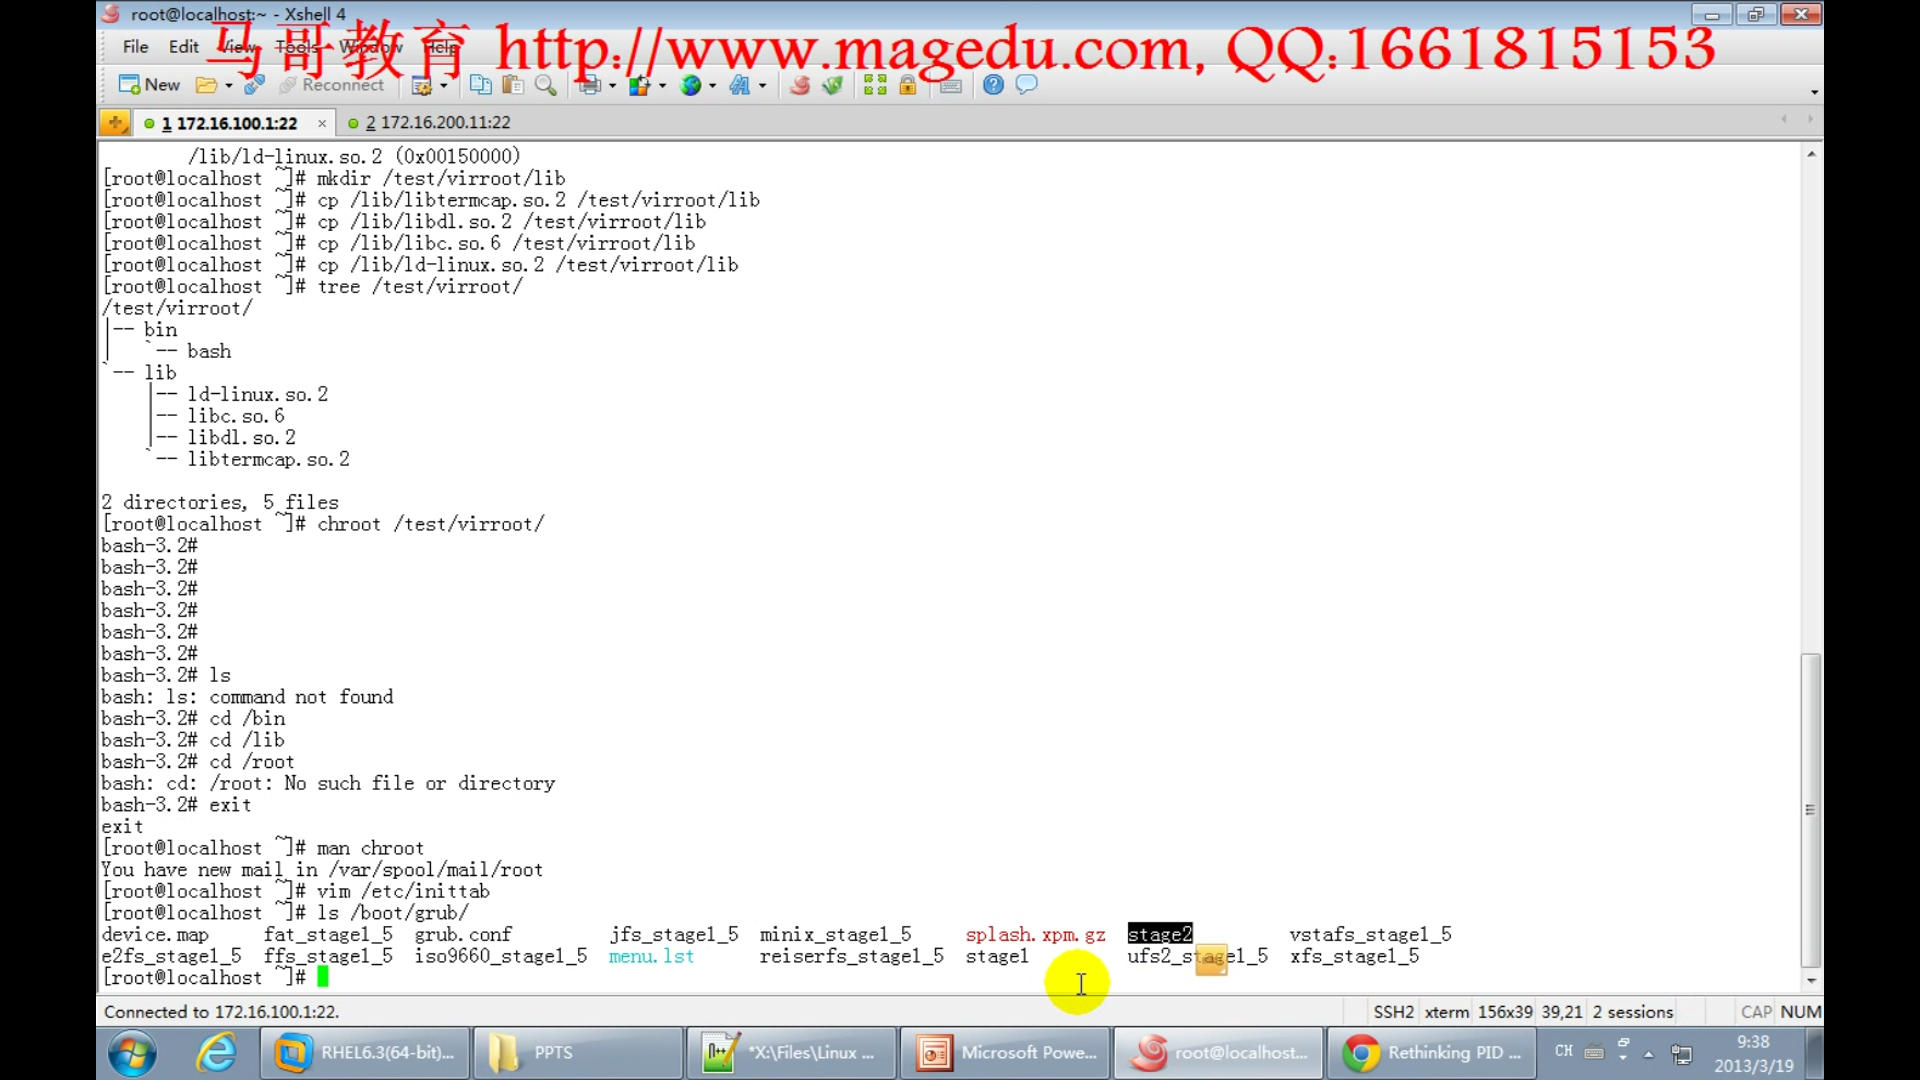 root@localhost:~ - Xshell 4
马哥教育 http://www.magedu.com, QQ:1661815153
File Edit View Tools Window Help
New Reconnect
1 172.16.100.1:22 × 2 172.16.200.11:22
/lib/ld-linux.so.2 (0x00150000)
[root@localhost ~]# mkdir /test/virroot/lib
[root@localhost ~]# cp /lib/libtermcap.so.2 /test/virroot/lib
[root@localhost ~]# cp /lib/libdl.so.2 /test/virroot/lib
[root@localhost ~]# cp /lib/libc.so.6 /test/virroot/lib
[root@localhost ~]# cp /lib/ld-linux.so.2 /test/virroot/lib
[root@localhost ~]# tree /test/virroot/
/test/virroot/
|-- bin
|   `-- bash
`-- lib
    |-- ld-linux.so.2
    |-- libc.so.6
    |-- libdl.so.2
    `-- libtermcap.so.2
2 directories, 5 files
[root@localhost ~]# chroot /test/virroot/
bash-3.2#
bash-3.2#
bash-3.2#
bash-3.2#
bash-3.2#
bash-3.2#
bash-3.2# ls
bash: ls: command not found
bash-3.2# cd /bin
bash-3.2# cd /lib
bash-3.2# cd /root
bash: cd: /root: No such file or directory
bash-3.2# exit
exit
[root@localhost ~]# man chroot
You have new mail in /var/spool/mail/root
[root@localhost ~]# vim /etc/inittab
[root@localhost ~]# ls /boot/grub/
device.map fat_stage1_5 grub.conf jfs_stage1_5 minix_stage1_5 splash.xpm.gz stage2 vstafs_stage1_5
e2fs_stage1_5 ffs_stage1_5 iso9660_stage1_5 menu.lst reiserfs_stage1_5 stage1 ufs2_stage1_5 xfs_stage1_5
[root@localhost ~]#
Connected to 172.16.100.1:22. SSH2 xterm 156x39 39,21 2 sessions CAP NUM
RHEL6.3(64-bit)... PPTS *X:\Files\Linux ... Microsoft Powe... root@localhost... Rethinking PID ... CH 9:38
2013/3/19